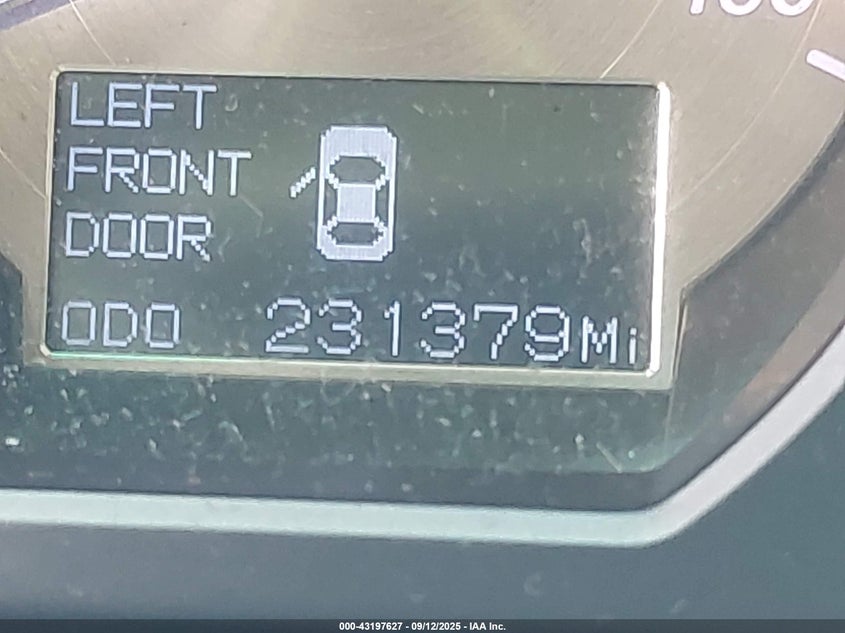 LEFT
FRONT
DOOR
ODO 231379Mi
000-43197627 - 09/12/2025 - IAA Inc.